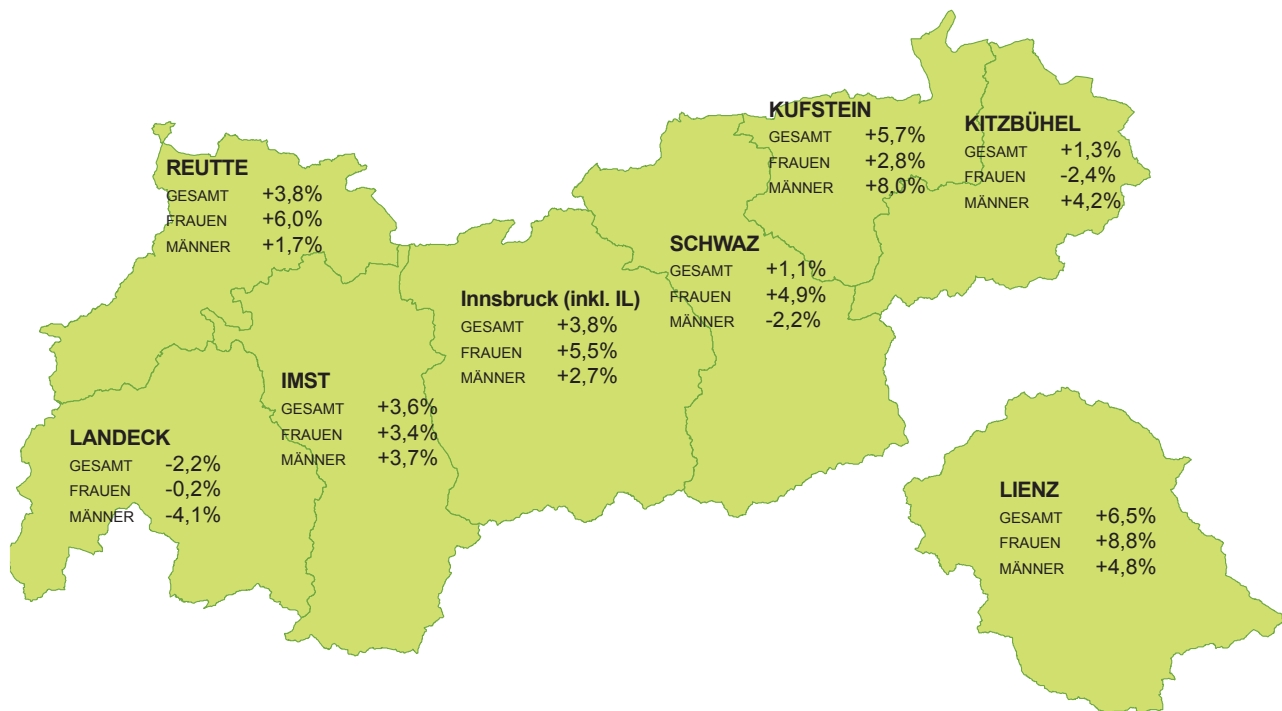 KUFSTEIN
GESAMT +5,7%
FRAUEN +2,8%
MÄNNER +8,0%
KITZBÜHEL
GESAMT +1,3%
FRAUEN -2,4%
MÄNNER +4,2%
REUTTE
GESAMT +3,8%
FRAUEN +6,0%
MÄNNER +1,7%
SCHWAZ
GESAMT +1,1%
FRAUEN +4,9%
MÄNNER -2,2%
Innsbruck (inkl. IL)
GESAMT +3,8%
FRAUEN +5,5%
MÄNNER +2,7%
IMST
GESAMT +3,6%
FRAUEN +3,4%
MÄNNER +3,7%
LANDECK
GESAMT -2,2%
FRAUEN -0,2%
MÄNNER -4,1%
LIENZ
GESAMT +6,5%
FRAUEN +8,8%
MÄNNER +4,8%